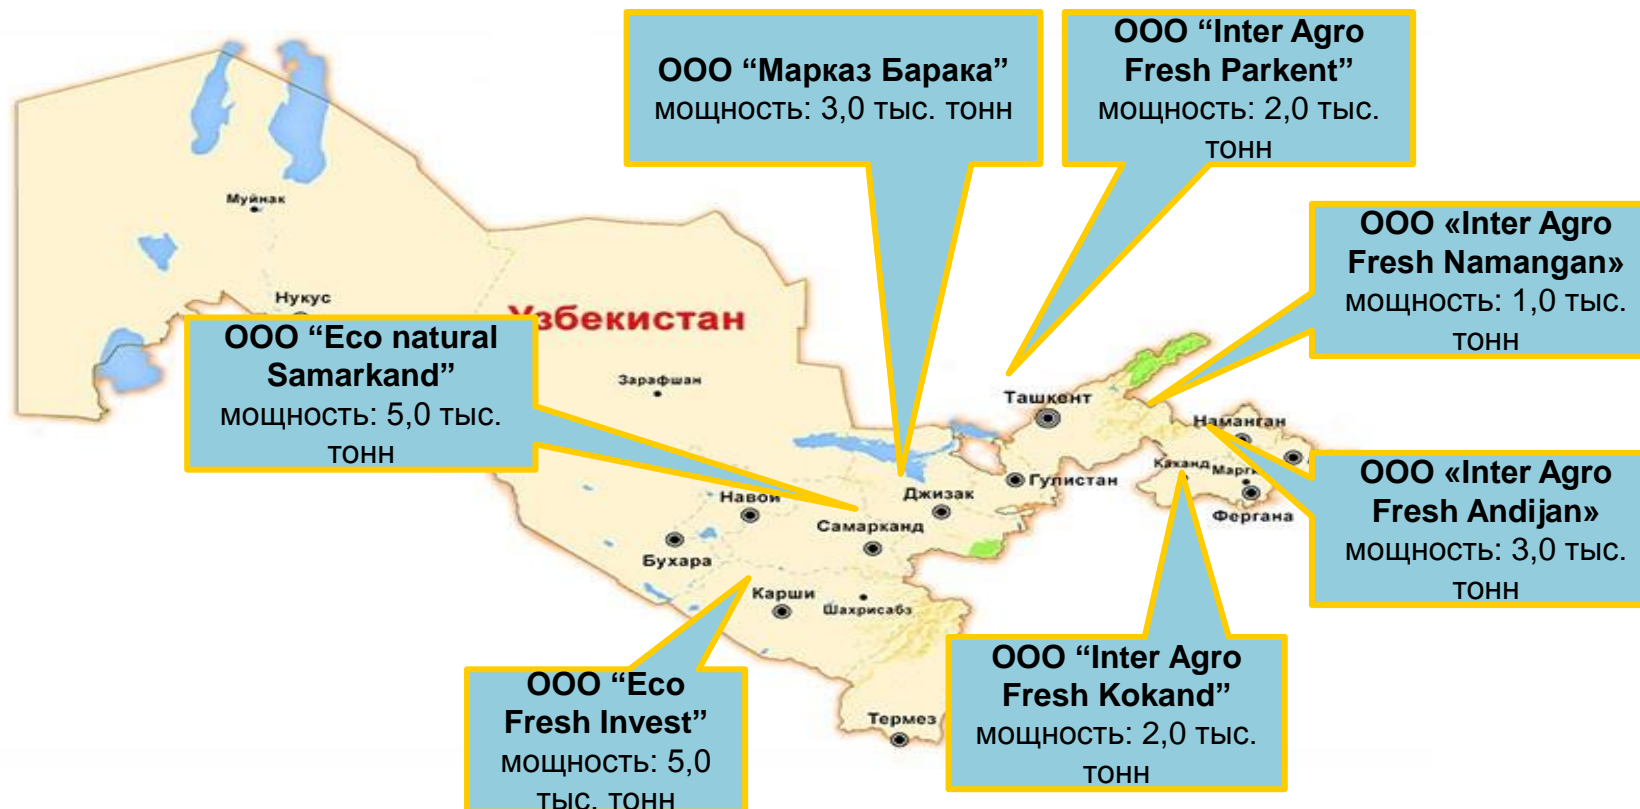 ООО “Марказ Барака”
мощность: 3,0 тыс. тонн
ООО “Inter Agro
Fresh Parkent”
мощность: 2,0 тыс.
тонн
ООО «Inter Agro
Fresh Namangan»
мощность: 1,0 тыс.
тонн
Муйнак
Нукус
Узбекистан
ООО “Eco natural
Samarkand”
мощность: 5,0 тыс.
тонн
Зарафшан
Ташкент
Наманган
Каканд
Гулистан
Фергана
Навои
Джизак
Самарканд
Бухара
Карши
Шахрисабз
Термез
ООО «Inter Agro
Fresh Andijan»
мощность: 3,0 тыс.
тонн
ООО “Inter Agro
Fresh Kokand”
мощность: 2,0 тыс.
тонн
ООО “Eco
Fresh Invest”
мощность: 5,0
тыс. тонн